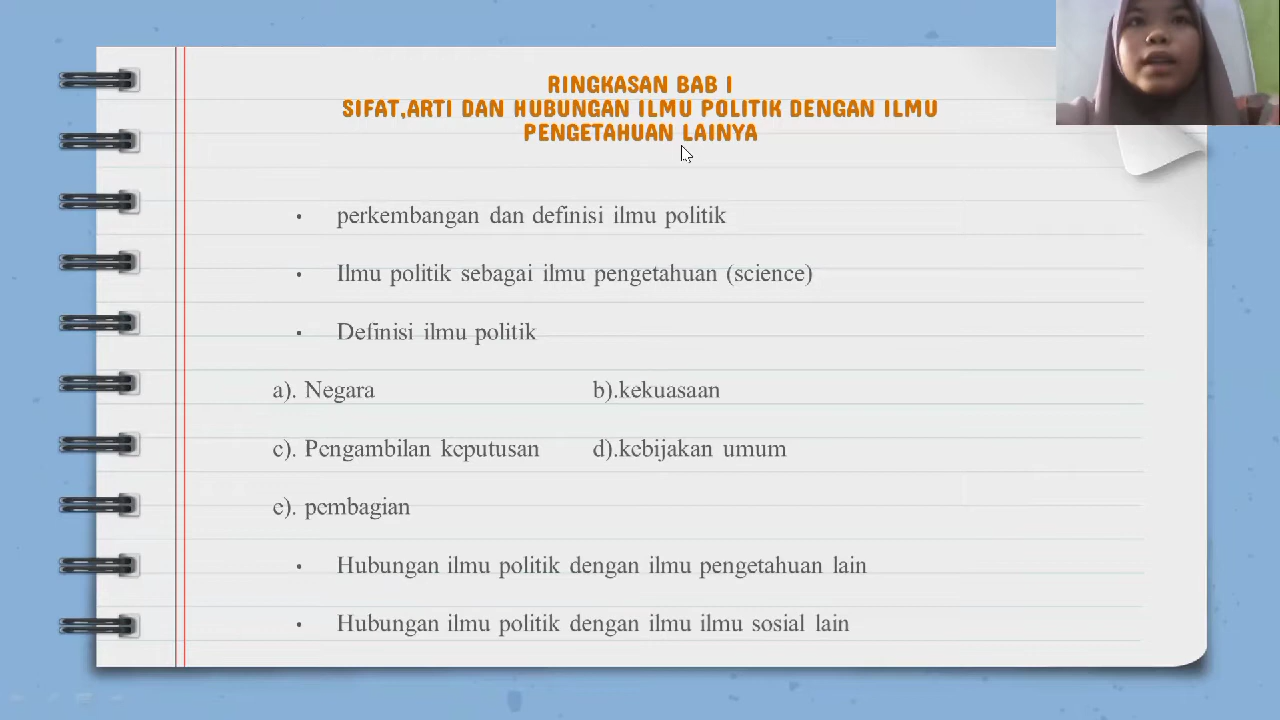 RINGKASAN BAB I
SIFAT,ARTI DAN HUBUNGAN ILMU POLITIK DENGAN ILMU
PENGETAHUAN LAINYA
• perkembangan dan definisi ilmu politik
• Ilmu politik sebagai ilmu pengetahuan (science)
• Definisi ilmu politik
a). Negara b).kekuasaan
c). Pengambilan keputusan d).kebijakan umum
e). pembagian
• Hubungan ilmu politik dengan ilmu pengetahuan lain
• Hubungan ilmu politik dengan ilmu ilmu sosial lain